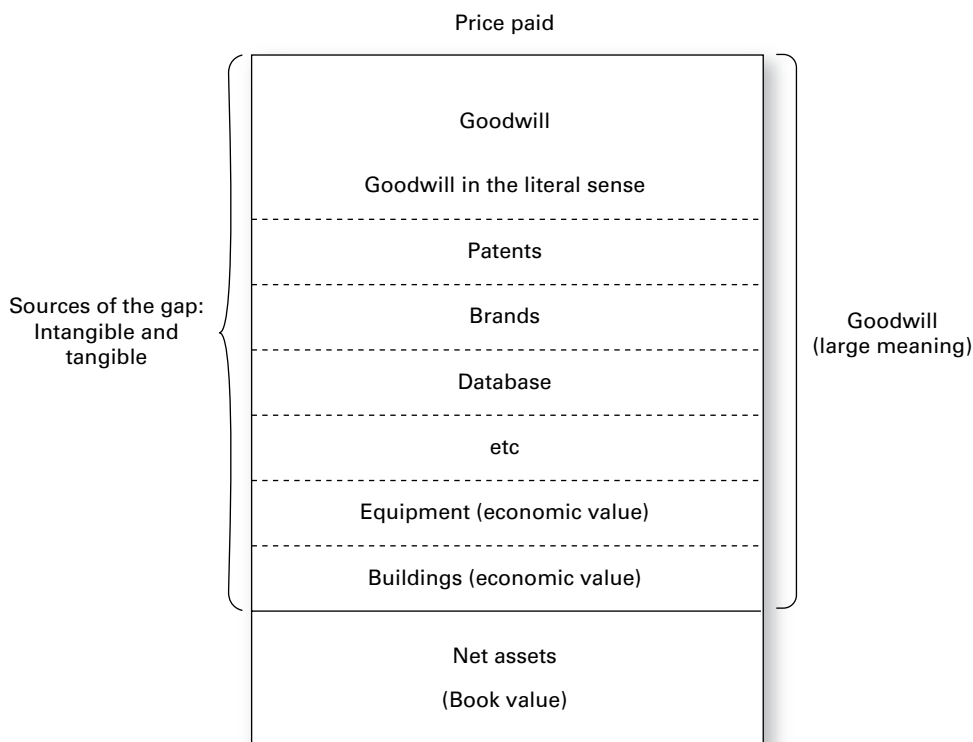 Price paid
Goodwill
Goodwill in the literal sense
Patents
Brands
Database
etc
Equipment (economic value)
Buildings (economic value)
Net assets
(Book value)
Sources of the gap:
Intangible and
tangible
Goodwill
(large meaning)